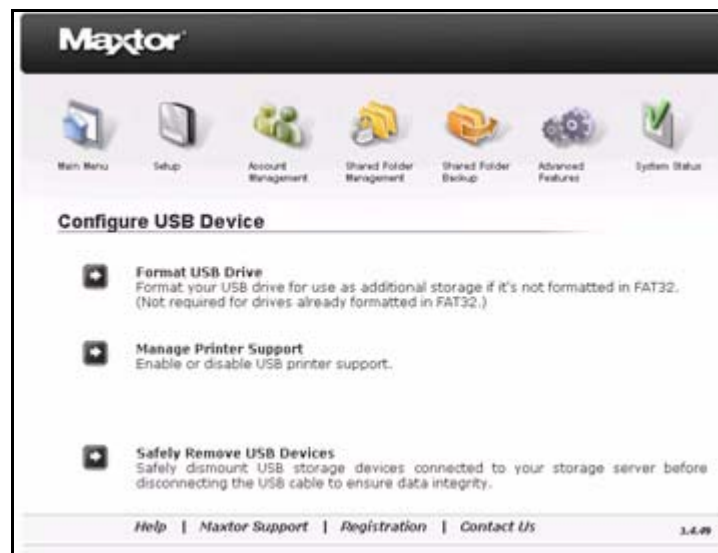 Maxtor
Main Menu
Setup
Account
Management
Shared Folder
Management
Shared Folder
Backup
Advanced
Features
System Status
Configure USB Device
Format USB Drive
Format your USB drive for use as additional storage if it's not formatted in FAT32.
(Not required for drives already formatted in FAT32.)
Manage Printer Support
Enable or disable USB printer support.
Safely Remove USB Devices
Safely dismount USB storage devices connected to your storage server before
disconnecting the USB cable to ensure data integrity.
Help | Maxtor Support | Registration | Contact Us